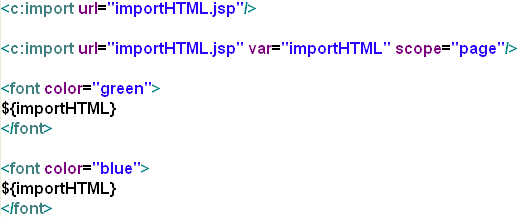 <c:import url="importHTML.jsp"/>
<c:import url="importHTML.jsp" var="importHTML" scope="page"/>
<font color="green">
${importHTML}
</font>
<font color="blue">
${importHTML}
</font>